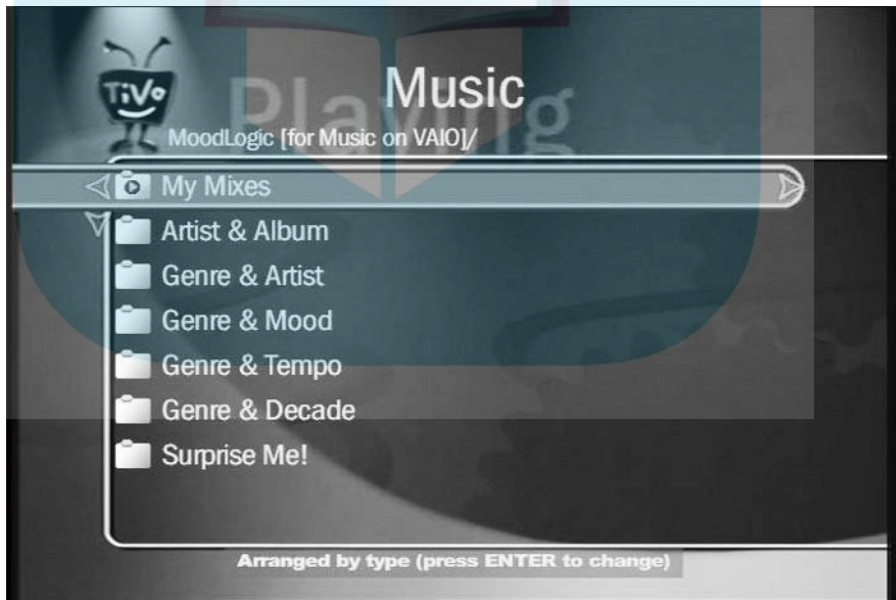 TiVo
Playing
Music
MoodLogic [for Music on VAIO]/
My Mixes
Artist & Album
Genre & Artist
Genre & Mood
Genre & Tempo
Genre & Decade
Surprise Me!
Arranged by type (press ENTER to change)